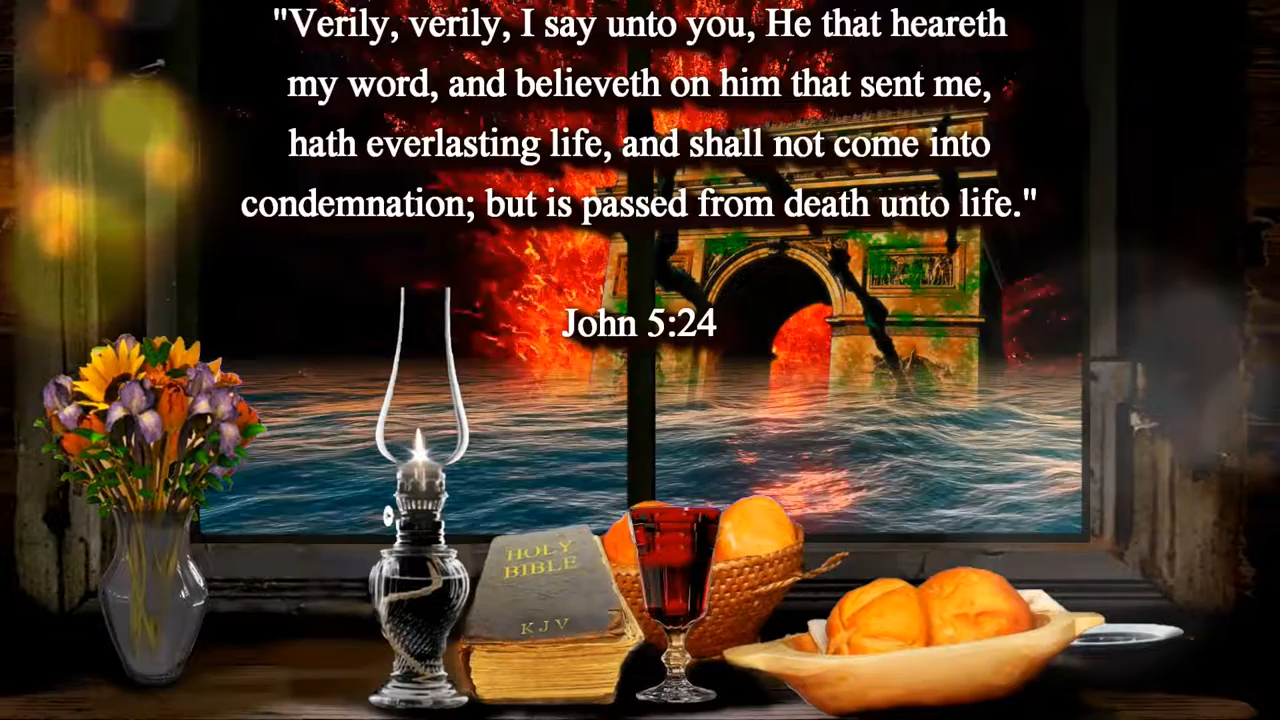 "Verily, verily, I say unto you, He that heareth
my word, and believeth on him that sent me,
hath everlasting life, and shall not come into
condemnation; but is passed from death unto life."
John 5:24
HOLY
BIBLE
KJV